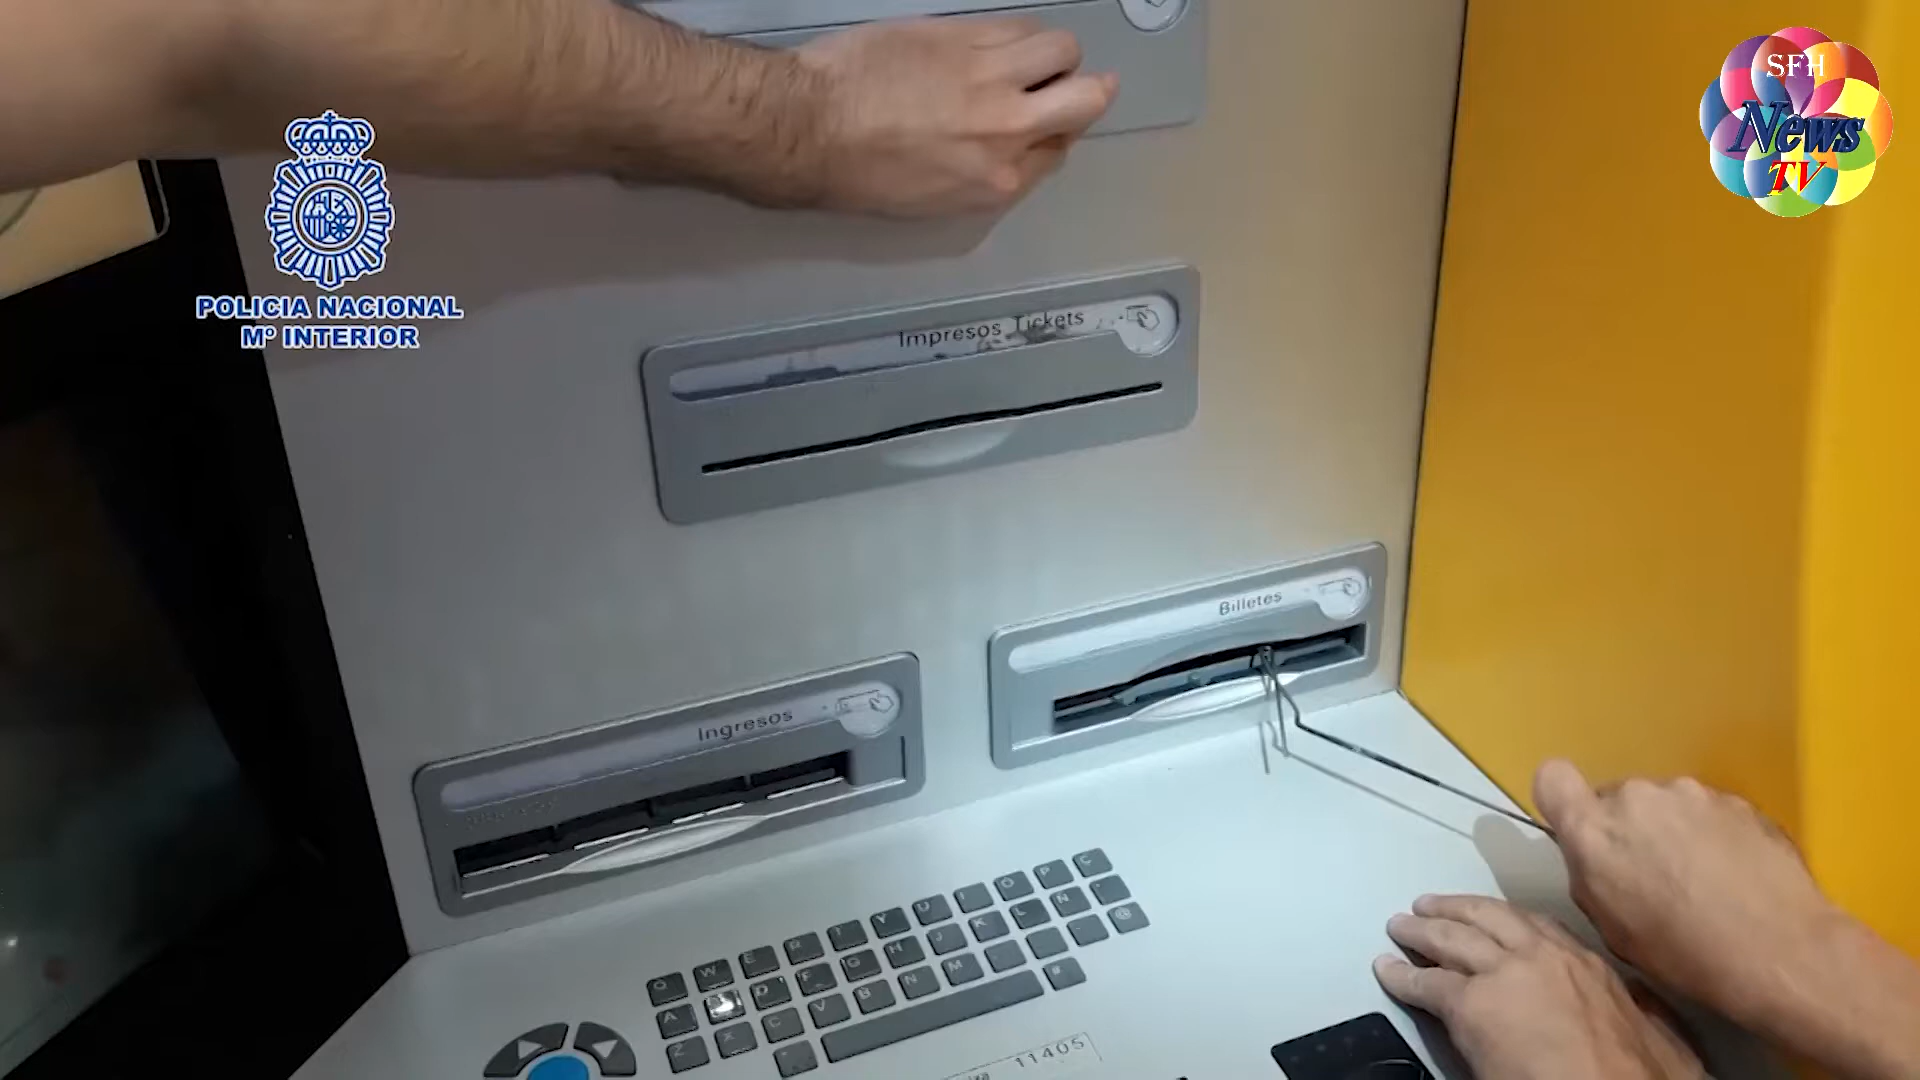 SFH
News
TV
POLICIA NACIONAL
Mº INTERIOR
Impresos Tickets
Billetes
Ingresos
Q W E R T Y U I O P C
A D F G H J K L Ñ
Z X C V B N M @
#
11405